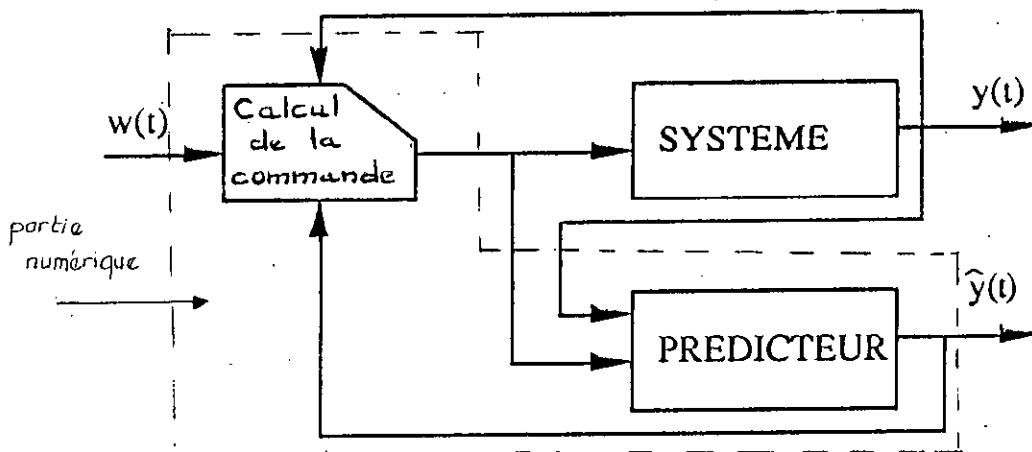 w(t)
Calcul
de la
commande
SYSTEME
y(t)
partie
numérique
PREDICTEUR
ŷ(t)